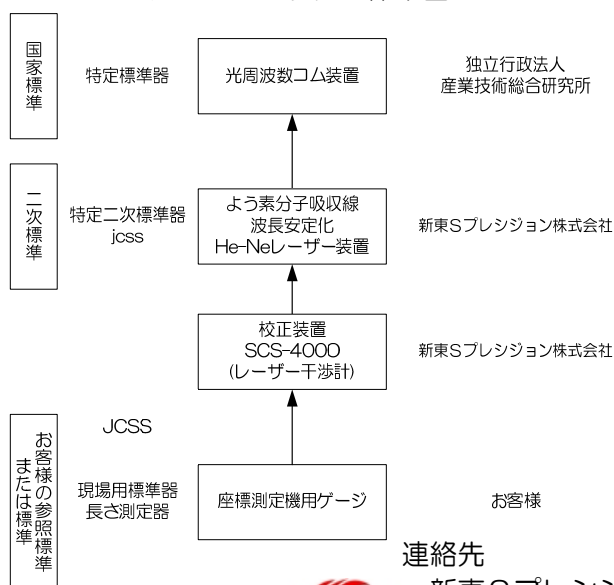 国家標準
特定標準器
光周波数コム装置
独立行政法人
産業技術総合研究所
二次標準
特定二次標準器
jcss
よう素分子吸収線
波長安定化
He-Neレーザー装置
新東Sプレシジョン株式会社
校正装置
SCS-4000
(レーザー干渉計)
新東Sプレシジョン株式会社
お客様の参照標準
または標準
JCSS
現場用標準器
長さ測定器
座標測定機用ゲージ
お客様
連絡先